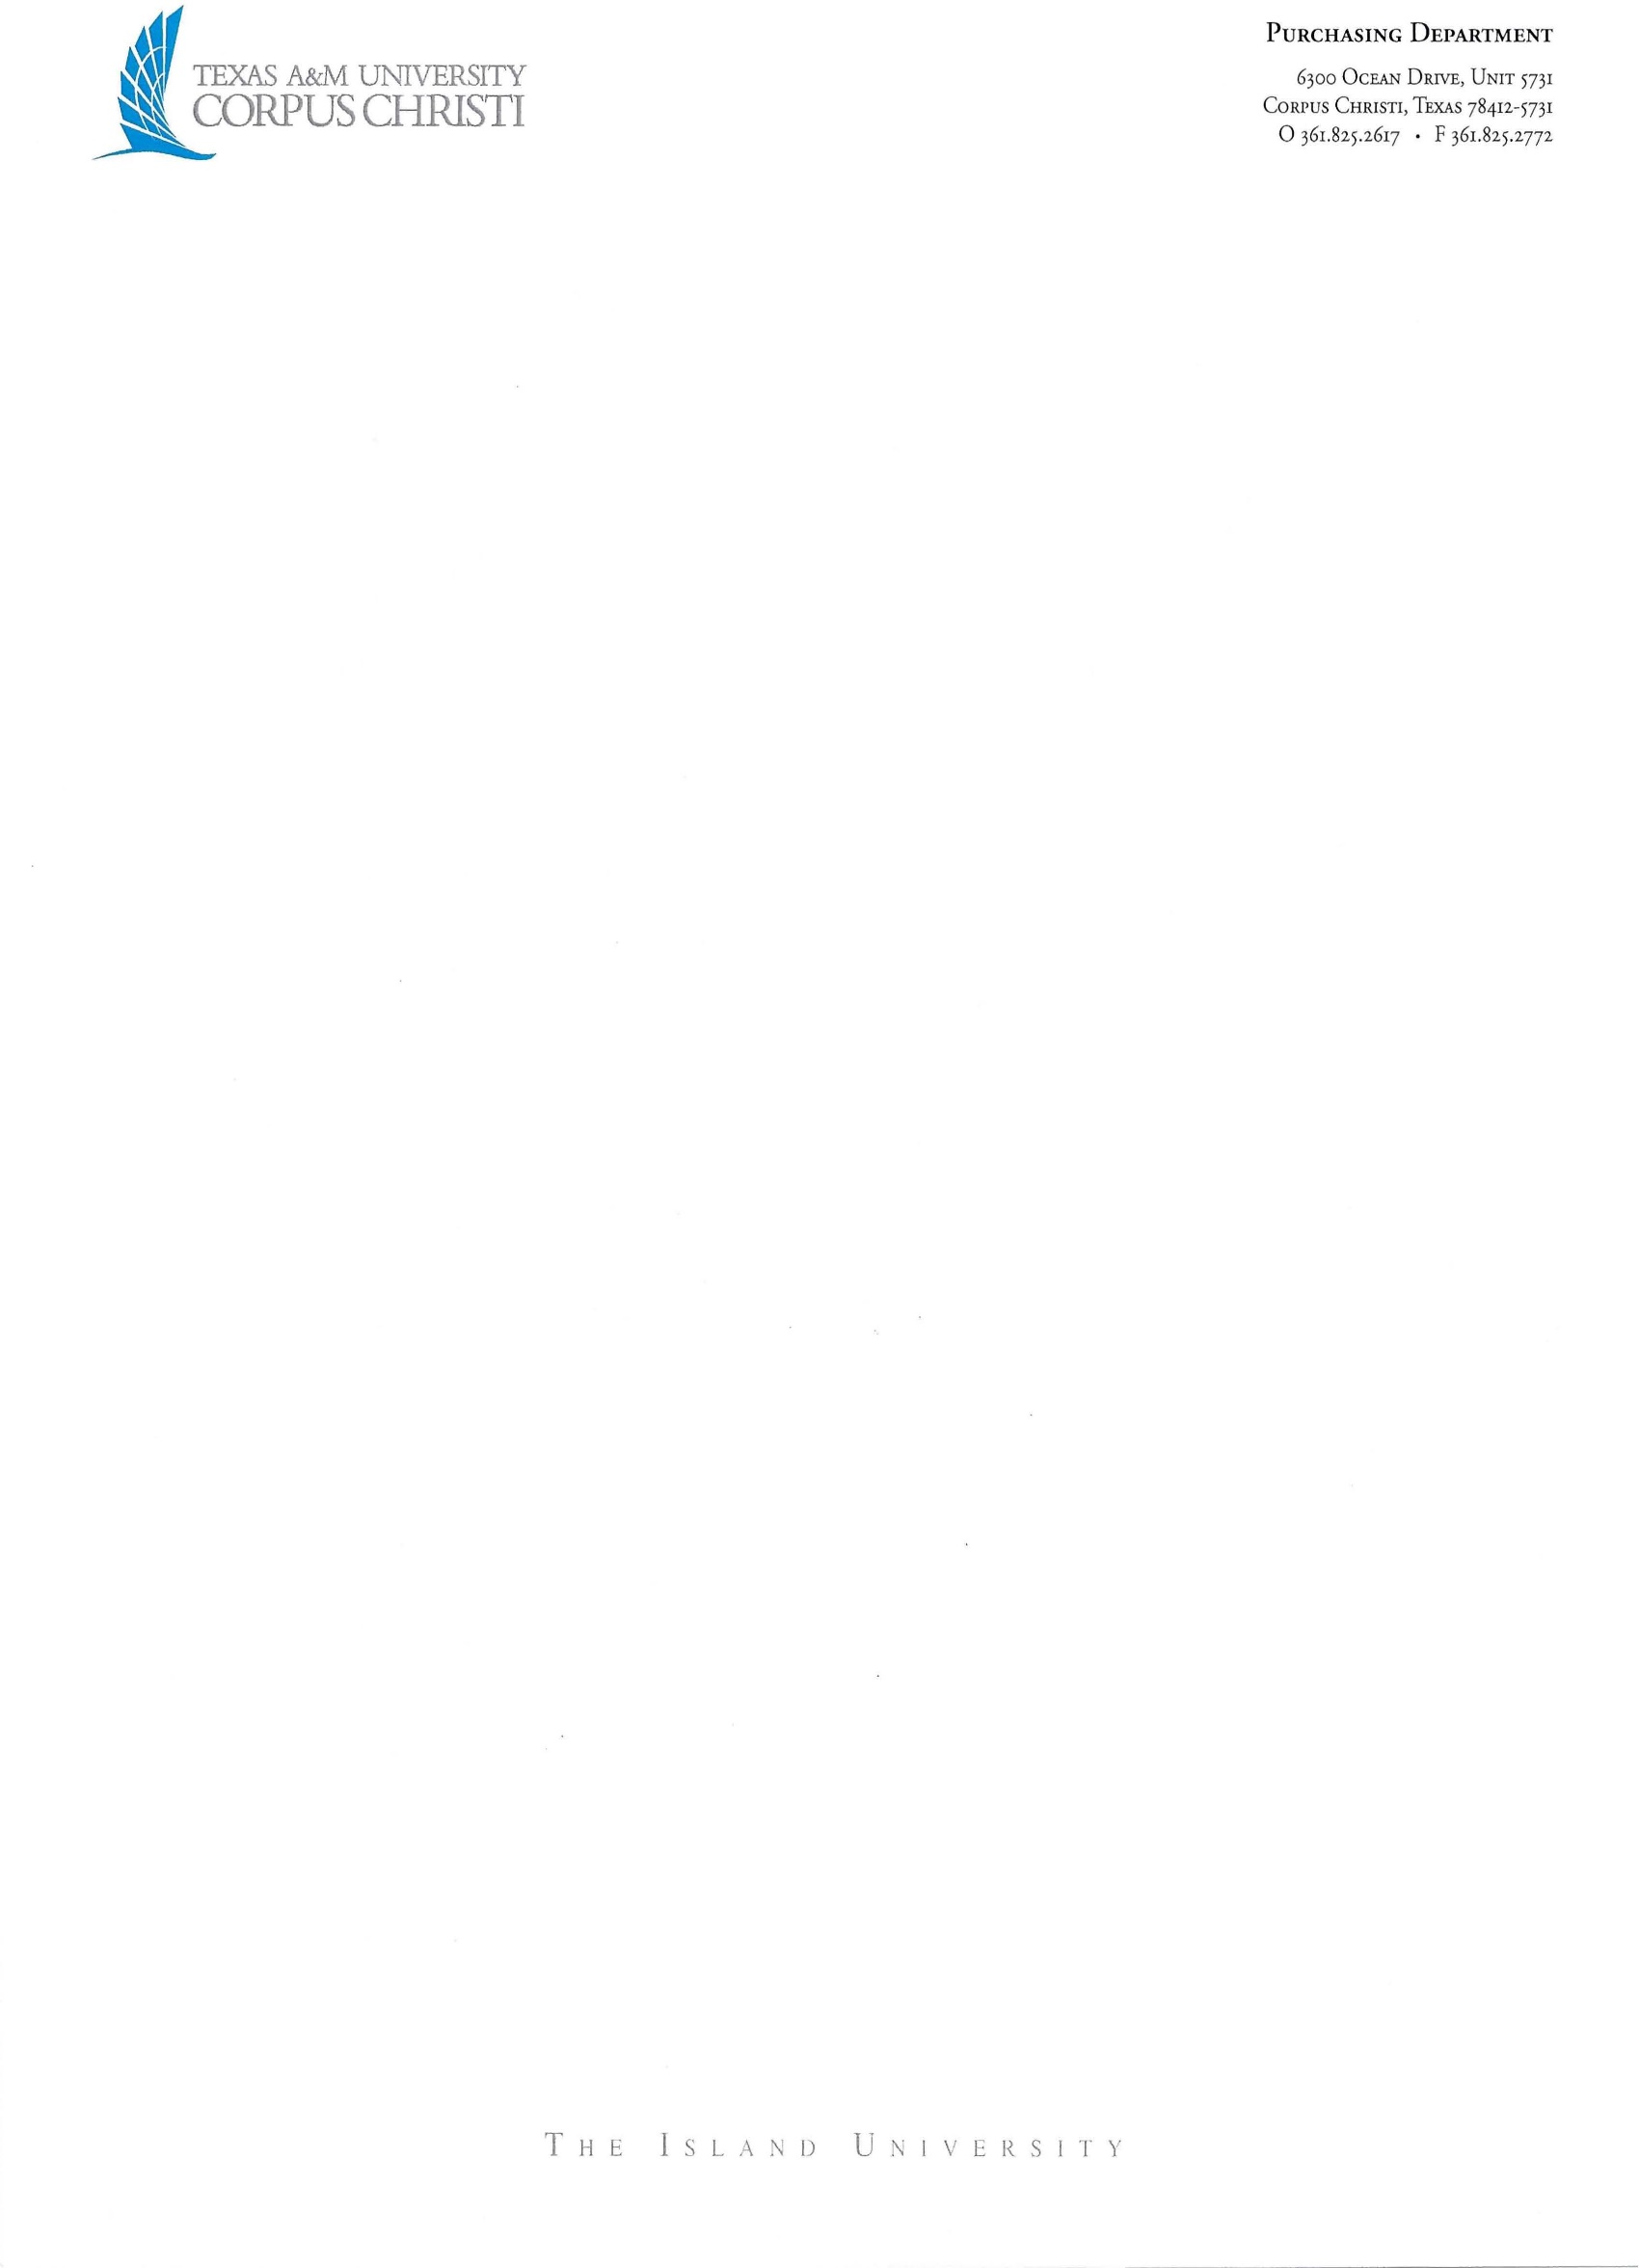 TEXAS A&M UNIVERSITY
CORPUS CHRISTI
PURCHASING DEPARTMENT
6300 OCEAN DRIVE, UNIT 5731
CORPUS CHRISTI, TEXAS 78412-5731
O 361.825.2617 • F 361.825.2772
THE ISLAND UNIVERSITY